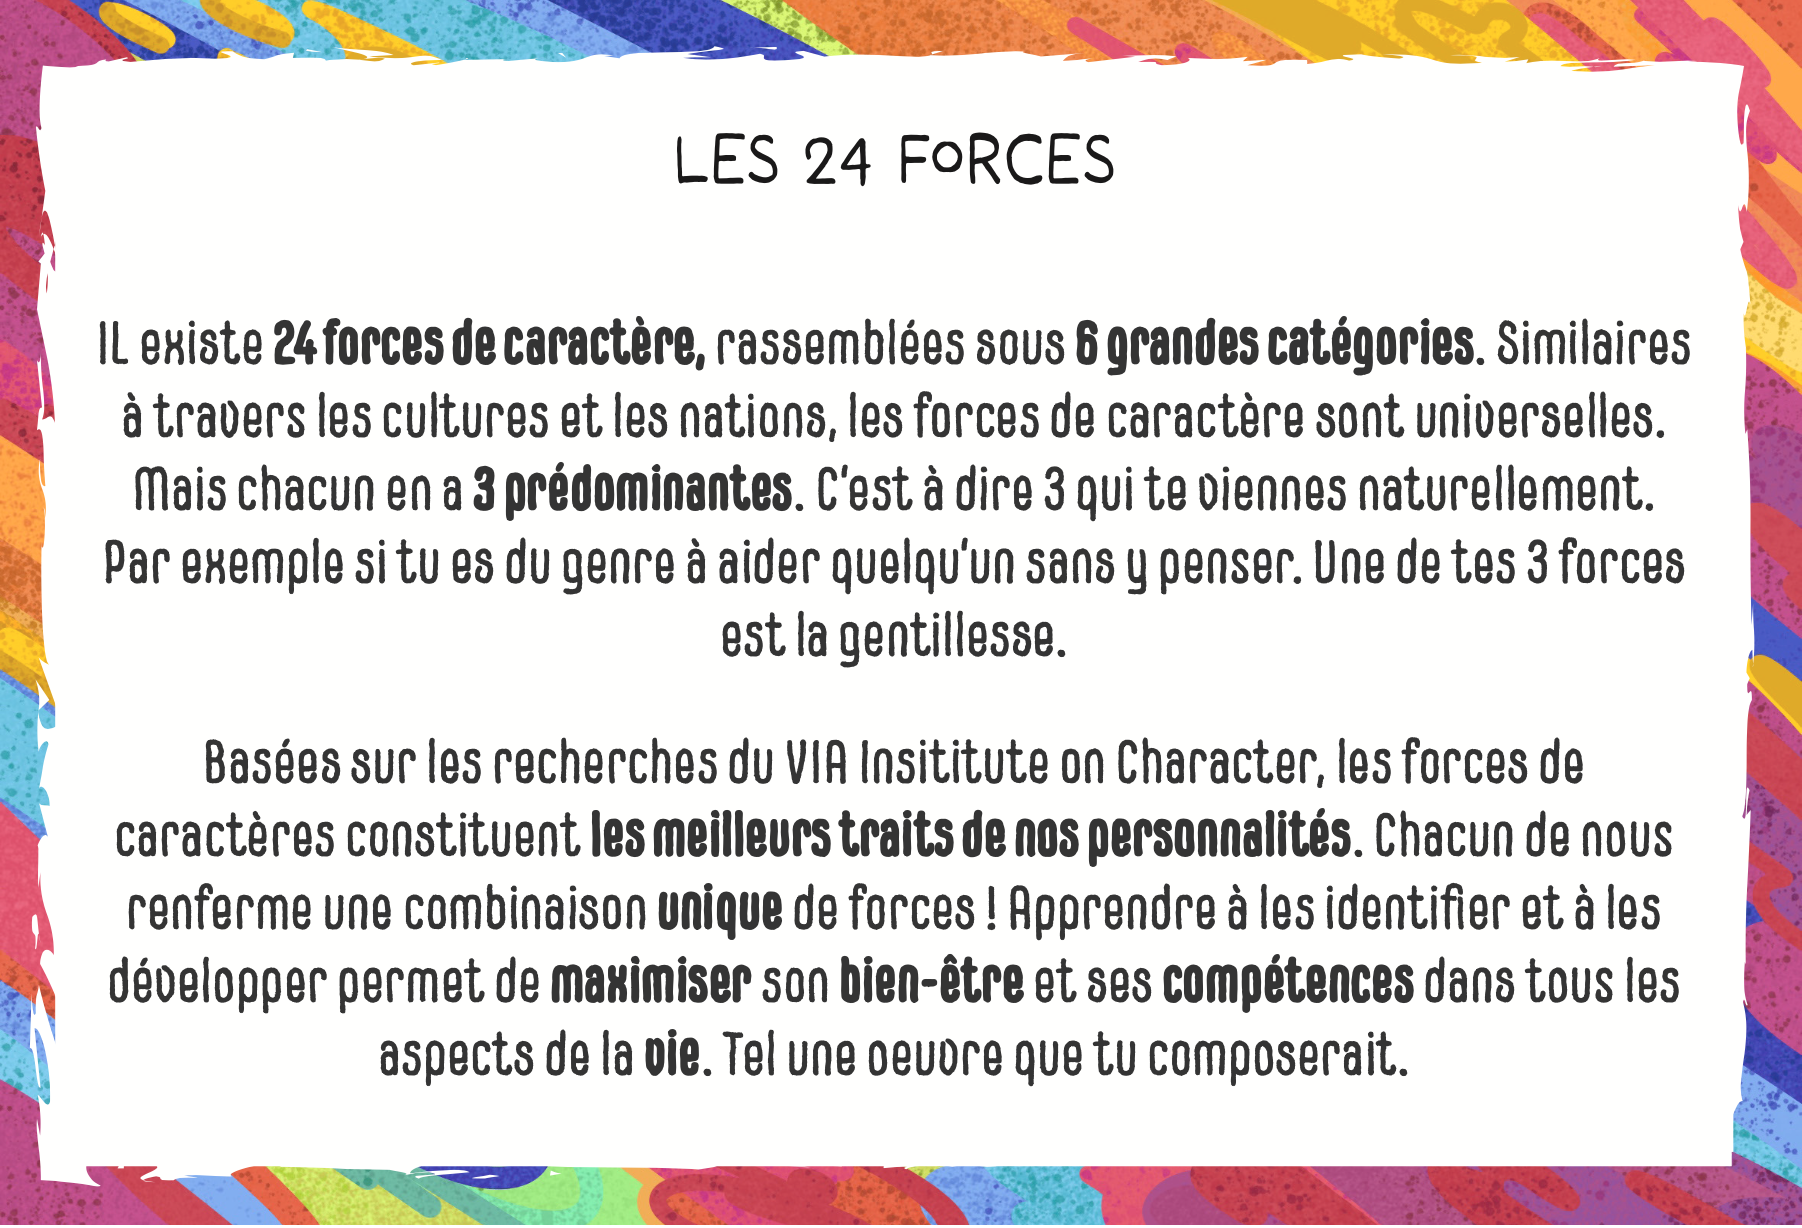 LES 24 FORCES
IL existe 24 forces de caractère, rassemblées sous 6 grandes catégories. Similaires
à travers les cultures et les nations, les forces de caractère sont universelles.
Mais chacun en a 3 prédominantes. C'est à dire 3 qui te viennes naturellement.
Par exemple si tu es du genre à aider quelqu'un sans y penser. Une de tes 3 forces
est la gentillesse.
Basées sur les recherches du VIA Insititute on Character, les forces de
caractères constituent les meilleurs traits de nos personnalités. Chacun de nous
renferme une combinaison unique de forces ! Apprendre à les identifier et à les
développer permet de maximiser son bien-être et ses compétences dans tous les
aspects de la vie. Tel une oeuvre que tu composerait.